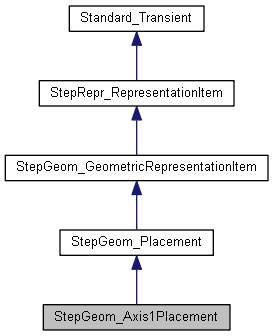 Standard_Transient
StepRepr_RepresentationItem
StepGeom_GeometricRepresentationItem
StepGeom_Placement
StepGeom_Axis1Placement